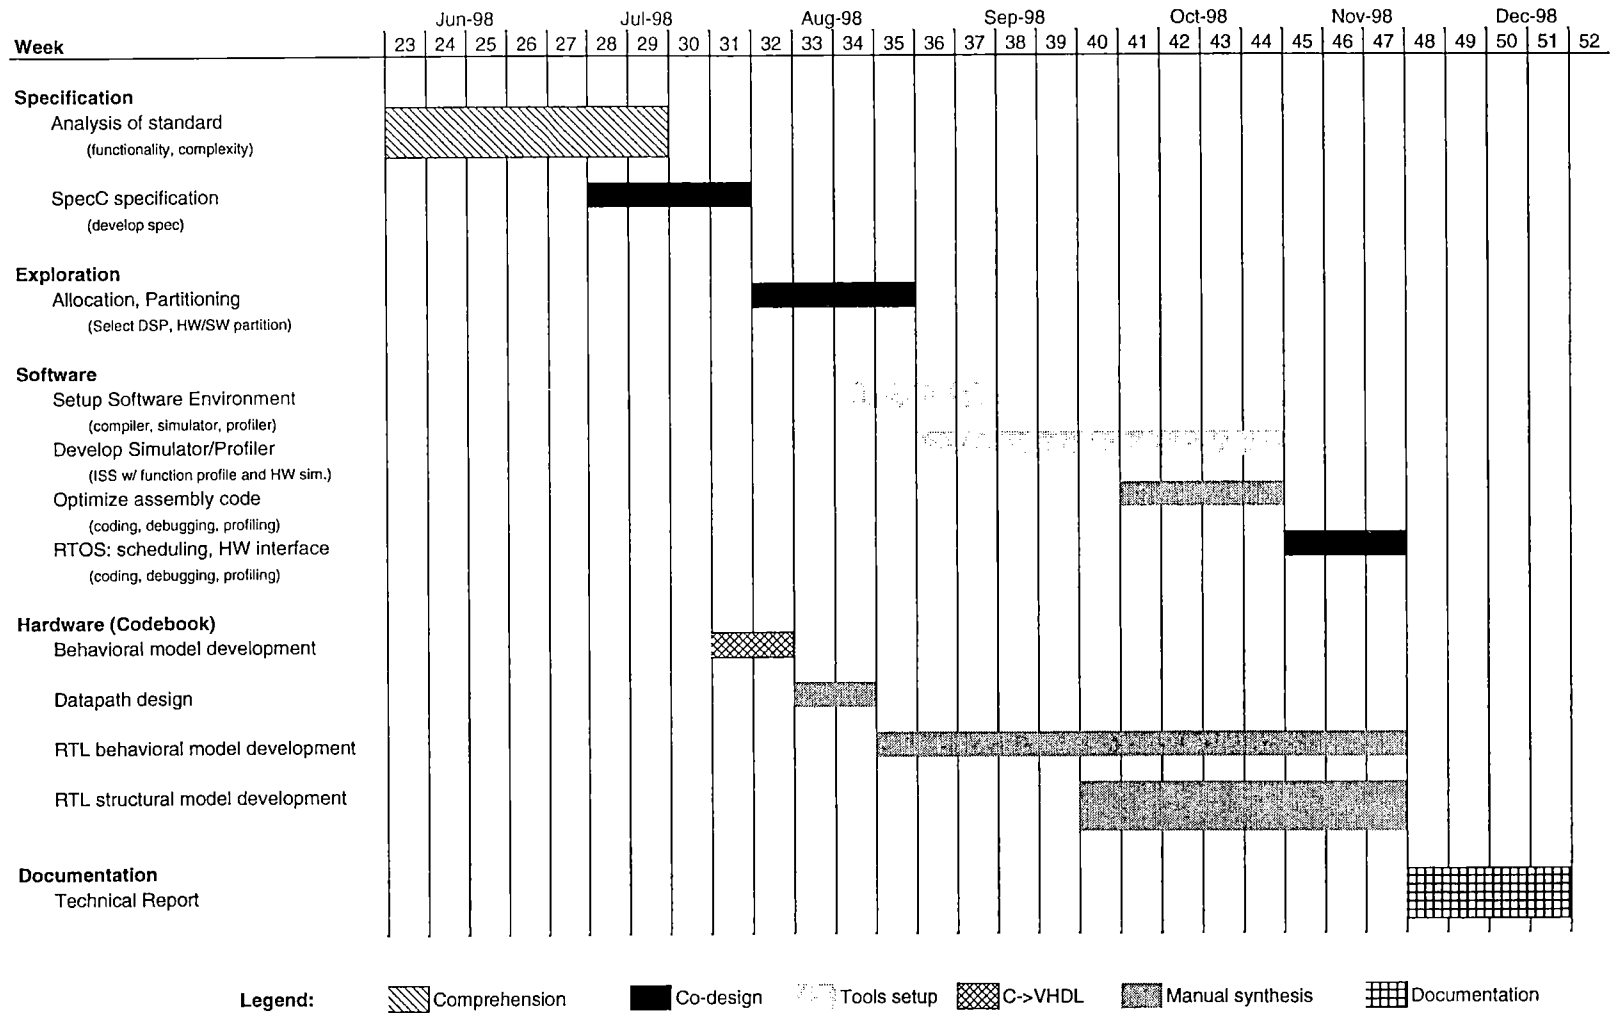 Jun-98 Jul-98 Aug-98 Sep-98 Oct-98 Nov-98 Dec-98
Week 23 24 25 26 27 28 29 30 31 32 33 34 35 36 37 38 39 40 41 42 43 44 45 46 47 48 49 50 51 52
Specification
Analysis of standard
(functionality, complexity)
SpecC specification
(develop spec)
Exploration
Allocation, Partitioning
(Select DSP, HW/SW partition)
Software
Setup Software Environment
(compiler, simulator, profiler)
Develop Simulator/Profiler
(ISS w/ function profile and HW sim.)
Optimize assembly code
(coding, debugging, profiling)
RTOS: scheduling, HW interface
(coding, debugging, profiling)
Hardware (Codebook)
Behavioral model development
Datapath design
RTL behavioral model development
RTL structural model development
Documentation
Technical Report
Legend: Comprehension Co-design Tools setup C->VHDL Manual synthesis Documentation